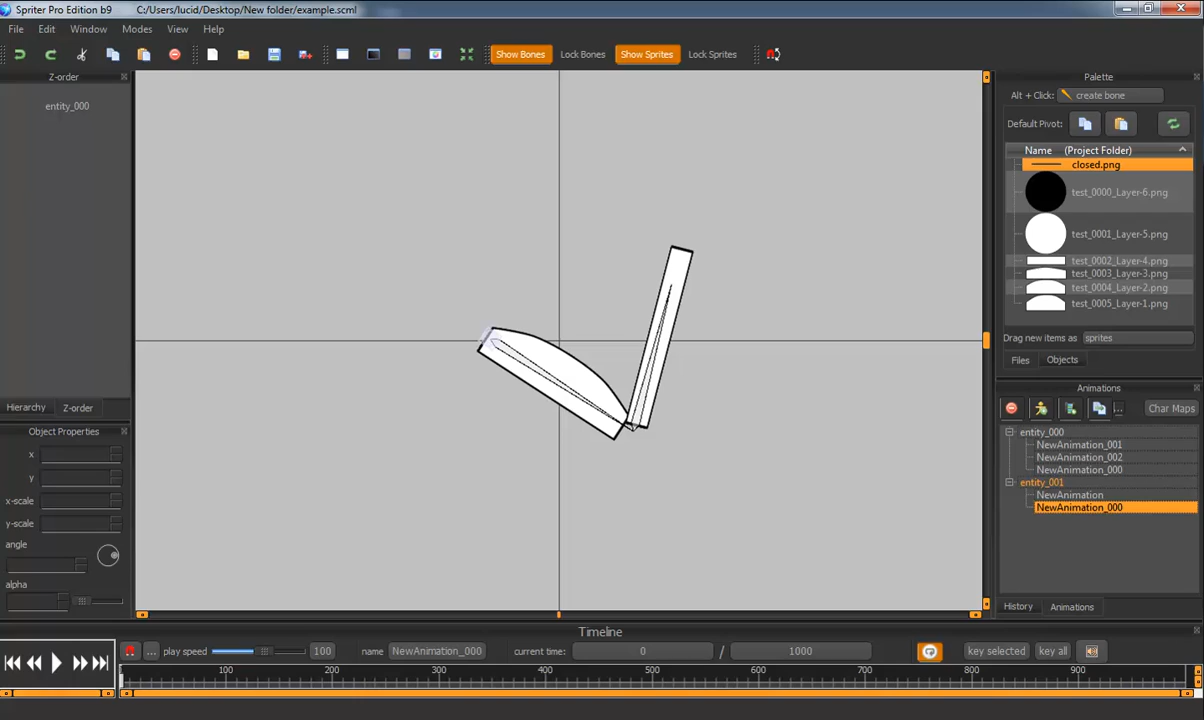 Spriter Pro Edition b9 C:/Users/lucid/Desktop/New folder/example.scml
File Edit Window Modes View Help
Show Bones Lock Bones Show Sprites Lock Sprites
Z-order
entity_000
Hierarchy Z-order
Object Properties
x
y
x-scale
y-scale
angle
alpha
Palette
Alt + Click: create bone
Default Pivot:
Name (Project Folder)
closed.png
test_0000_Layer-6.png
test_0001_Layer-5.png
test_0002_Layer-4.png
test_0003_Layer-3.png
test_0004_Layer-2.png
test_0005_Layer-1.png
Drag new items as sprites
Files Objects
Animations
... Char Maps
entity_000
NewAnimation_001
NewAnimation_002
NewAnimation_000
entity_001
NewAnimation
NewAnimation_000
History Animations
Timeline
... play speed 100 name NewAnimation_000 current time: 0 / 1000 key selected key all
100 200 300 400 500 600 700 800 900